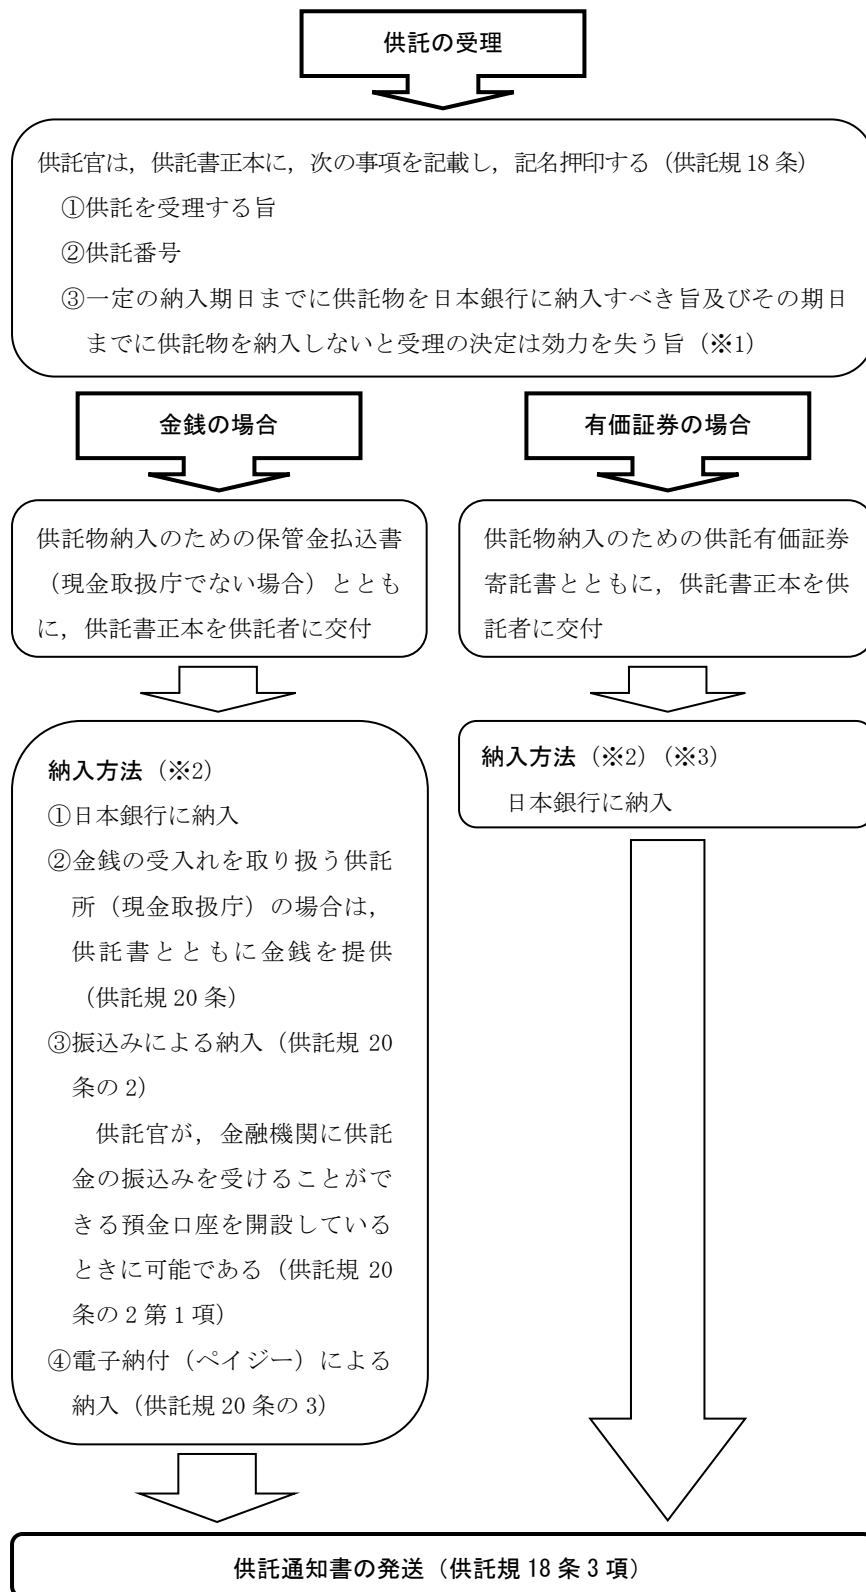 供託の受理
供託官は，供託書正本に，次の事項を記載し，記名押印する（供託規 18 条）
①供託を受理する旨
②供託番号
③一定の納入期日までに供託物を日本銀行に納入すべき旨及びその期日
までに供託物を納入しないと受理の決定は効力を失う旨（※1）
金銭の場合
供託物納入のための保管金払込書
（現金取扱庁でない場合）ととも
に，供託書正本を供託者に交付
納入方法（※2）
①日本銀行に納入
②金銭の受入れを取り扱う供託
所（現金取扱庁）の場合は，
供託書とともに金銭を提供
（供託規 20 条）
③振込みによる納入（供託規 20
条の 2）
供託官が，金融機関に供託
金の振込みを受けることがで
きる預金口座を開設している
ときに可能である（供託規 20
条の 2 第 1 項）
④電子納付（ペイジー）による
納入（供託規 20 条の 3）
有価証券の場合
供託物納入のための供託有価証券
寄託書とともに，供託書正本を供
託者に交付
納入方法（※2）（※3）
日本銀行に納入
供託通知書の発送（供託規 18 条 3 項）